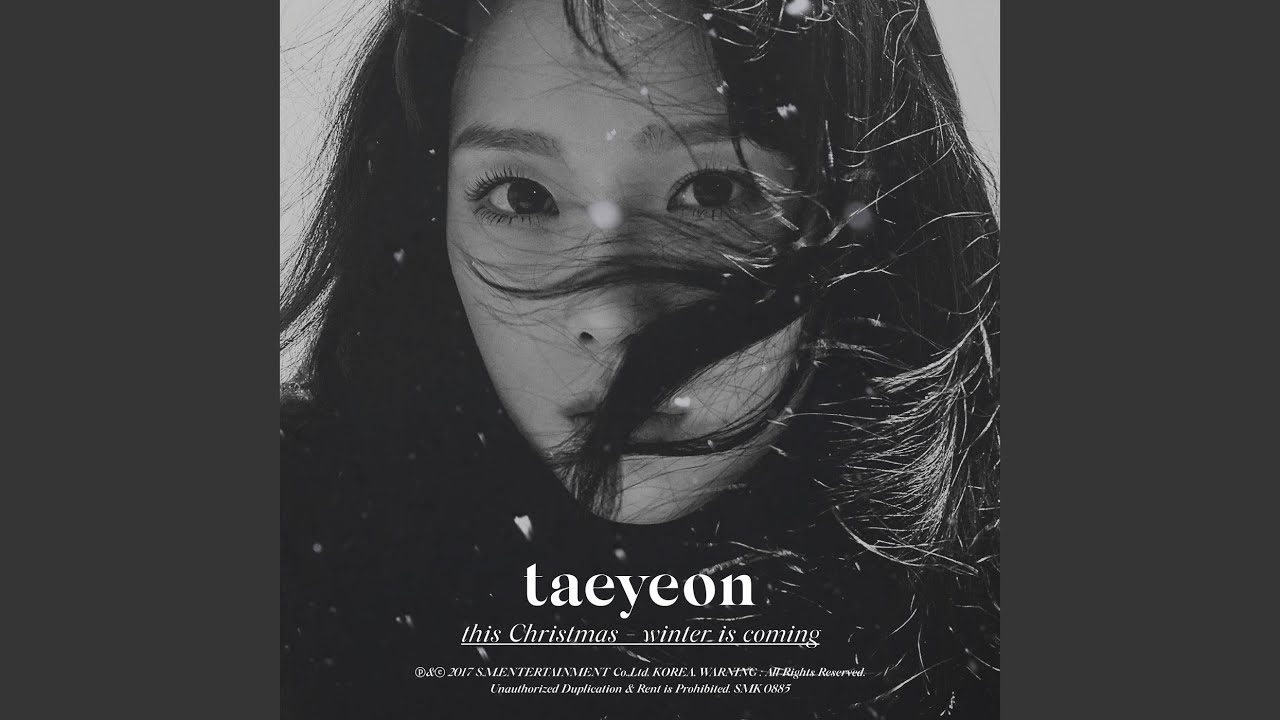 taeyeon
this Christmas - winter is coming
℗&© 2017 S.M.ENTERTAINMENT Co.,Ltd. KOREA. WARNING : All Rights Reserved.
Unauthorized Duplication & Rent is Prohibited. SMK 0885